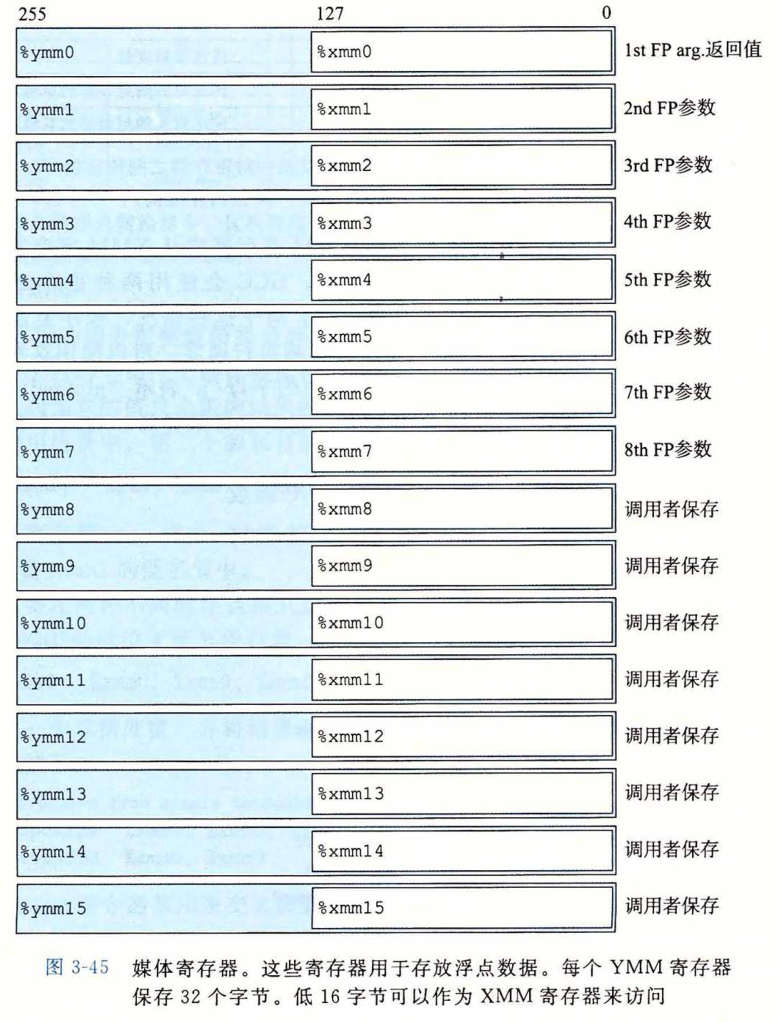 255 127 0
%ymm0 %xmm0 1st FP arg.返回值
%ymm1 %xmm1 2nd FP参数
%ymm2 %xmm2 3rd FP参数
%ymm3 %xmm3 4th FP参数
%ymm4 %xmm4 5th FP参数
%ymm5 %xmm5 6th FP参数
%ymm6 %xmm6 7th FP参数
%ymm7 %xmm7 8th FP参数
%ymm8 %xmm8 调用者保存
%ymm9 %xmm9 调用者保存
%ymm10 %xmm10 调用者保存
%ymm11 %xmm11 调用者保存
%ymm12 %xmm12 调用者保存
%ymm13 %xmm13 调用者保存
%ymm14 %xmm14 调用者保存
%ymm15 %xmm15 调用者保存
图 3-45 媒体寄存器。这些寄存器用于存放浮点数据。每个 YMM 寄存器
保存 32 个字节。低 16 字节可以作为 XMM 寄存器来访问